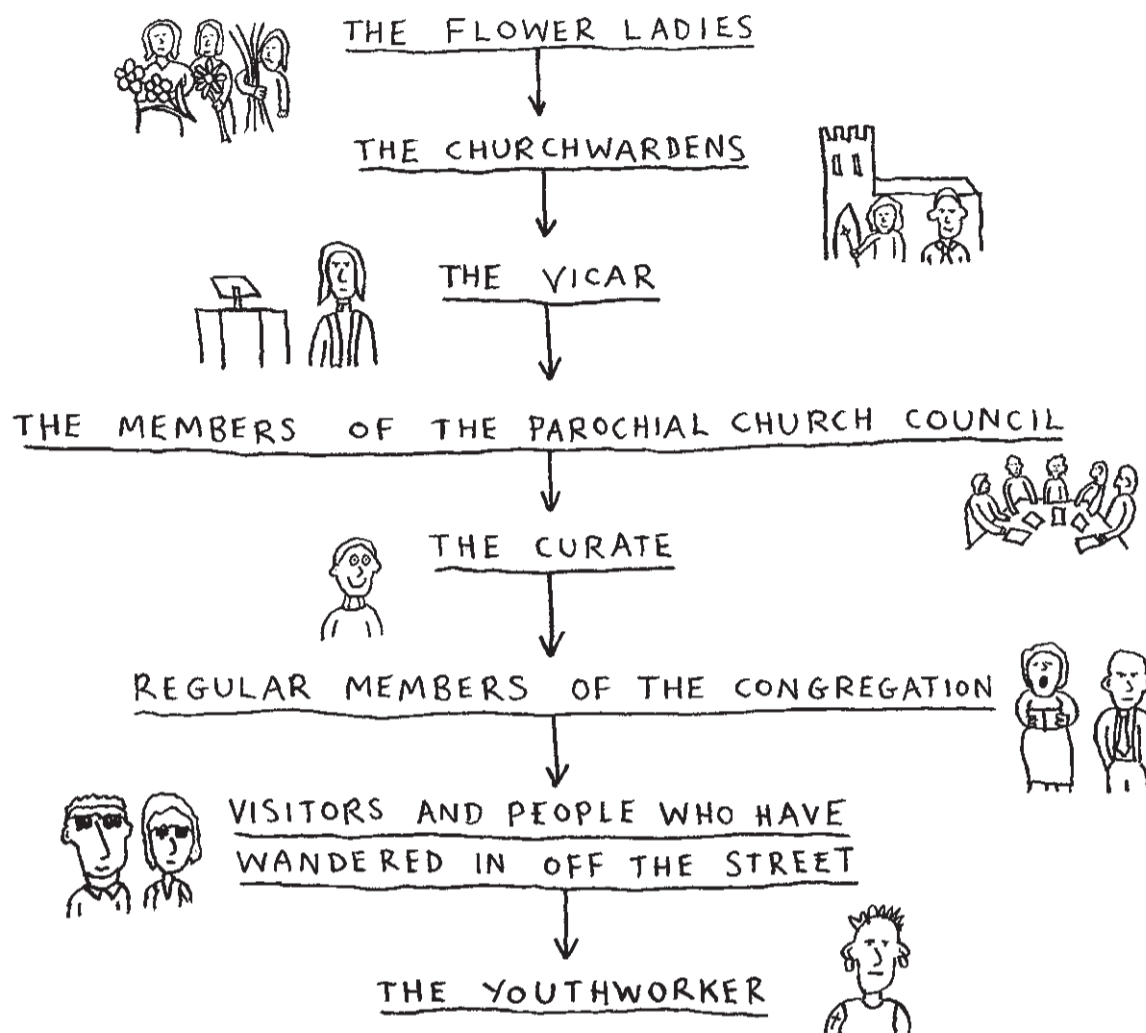 THE FLOWER LADIES
THE CHURCHWARDENS
THE VICAR
THE MEMBERS OF THE PAROCHIAL CHURCH COUNCIL
THE CURATE
REGULAR MEMBERS OF THE CONGREGATION
VISITORS AND PEOPLE WHO HAVE
WANDERED IN OFF THE STREET
THE YOUTHWORKER